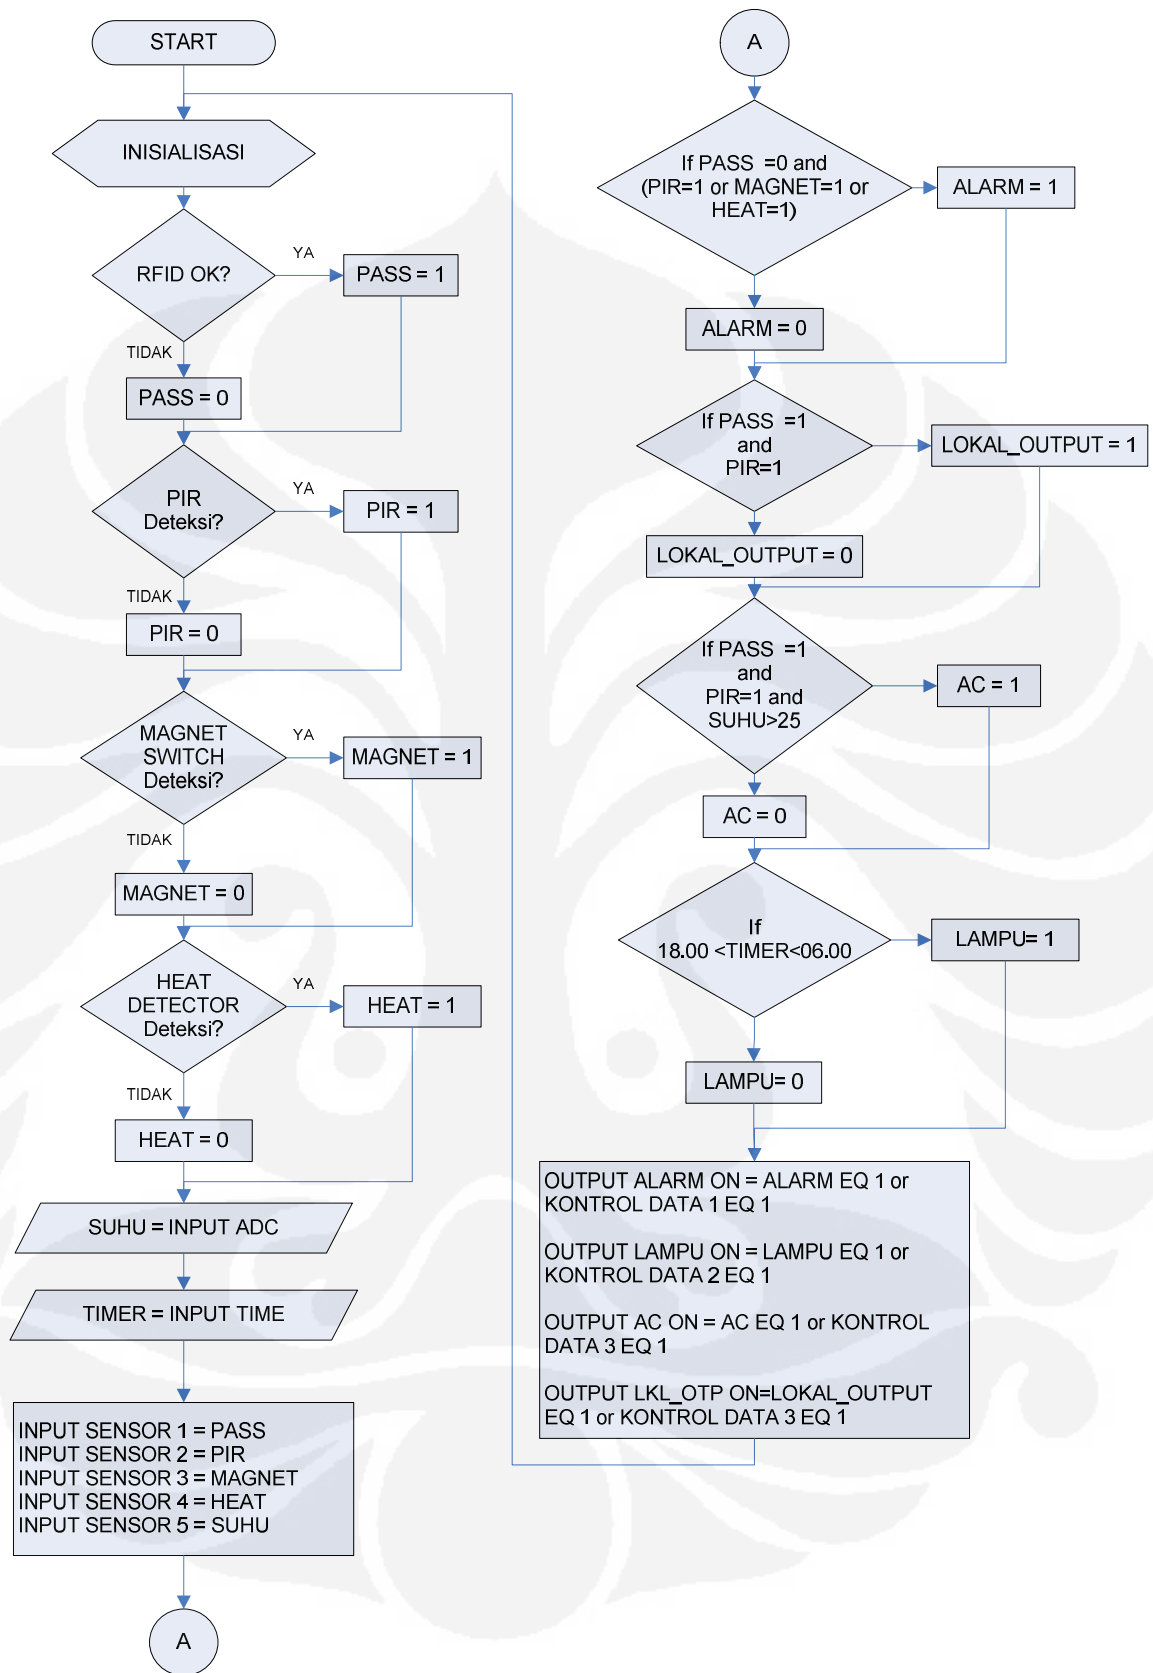 START
INISIALISASI
RFID OK?
YA
PASS = 1
TIDAK
PASS = 0
PIR
Deteksi?
YA
PIR = 1
TIDAK
PIR = 0
MAGNET
SWITCH
Deteksi?
YA
MAGNET = 1
TIDAK
MAGNET = 0
HEAT
DETECTOR
Deteksi?
YA
HEAT = 1
TIDAK
HEAT = 0
SUHU = INPUT ADC
TIMER = INPUT TIME
INPUT SENSOR 1 = PASS
INPUT SENSOR 2 = PIR
INPUT SENSOR 3 = MAGNET
INPUT SENSOR 4 = HEAT
INPUT SENSOR 5 = SUHU
A
A
If PASS =0 and
(PIR=1 or MAGNET=1 or
HEAT=1)
ALARM = 1
ALARM = 0
If PASS =1
and
PIR=1
LOKAL_OUTPUT = 1
LOKAL_OUTPUT = 0
If PASS =1
and
PIR=1 and
SUHU>25
AC = 1
AC = 0
If
18.00 <TIMER<06.00
LAMPU= 1
LAMPU= 0
OUTPUT ALARM ON = ALARM EQ 1 or
KONTROL DATA 1 EQ 1
OUTPUT LAMPU ON = LAMPU EQ 1 or
KONTROL DATA 2 EQ 1
OUTPUT AC ON = AC EQ 1 or KONTROL
DATA 3 EQ 1
OUTPUT LKL_OTP ON=LOKAL_OUTPUT
EQ 1 or KONTROL DATA 3 EQ 1